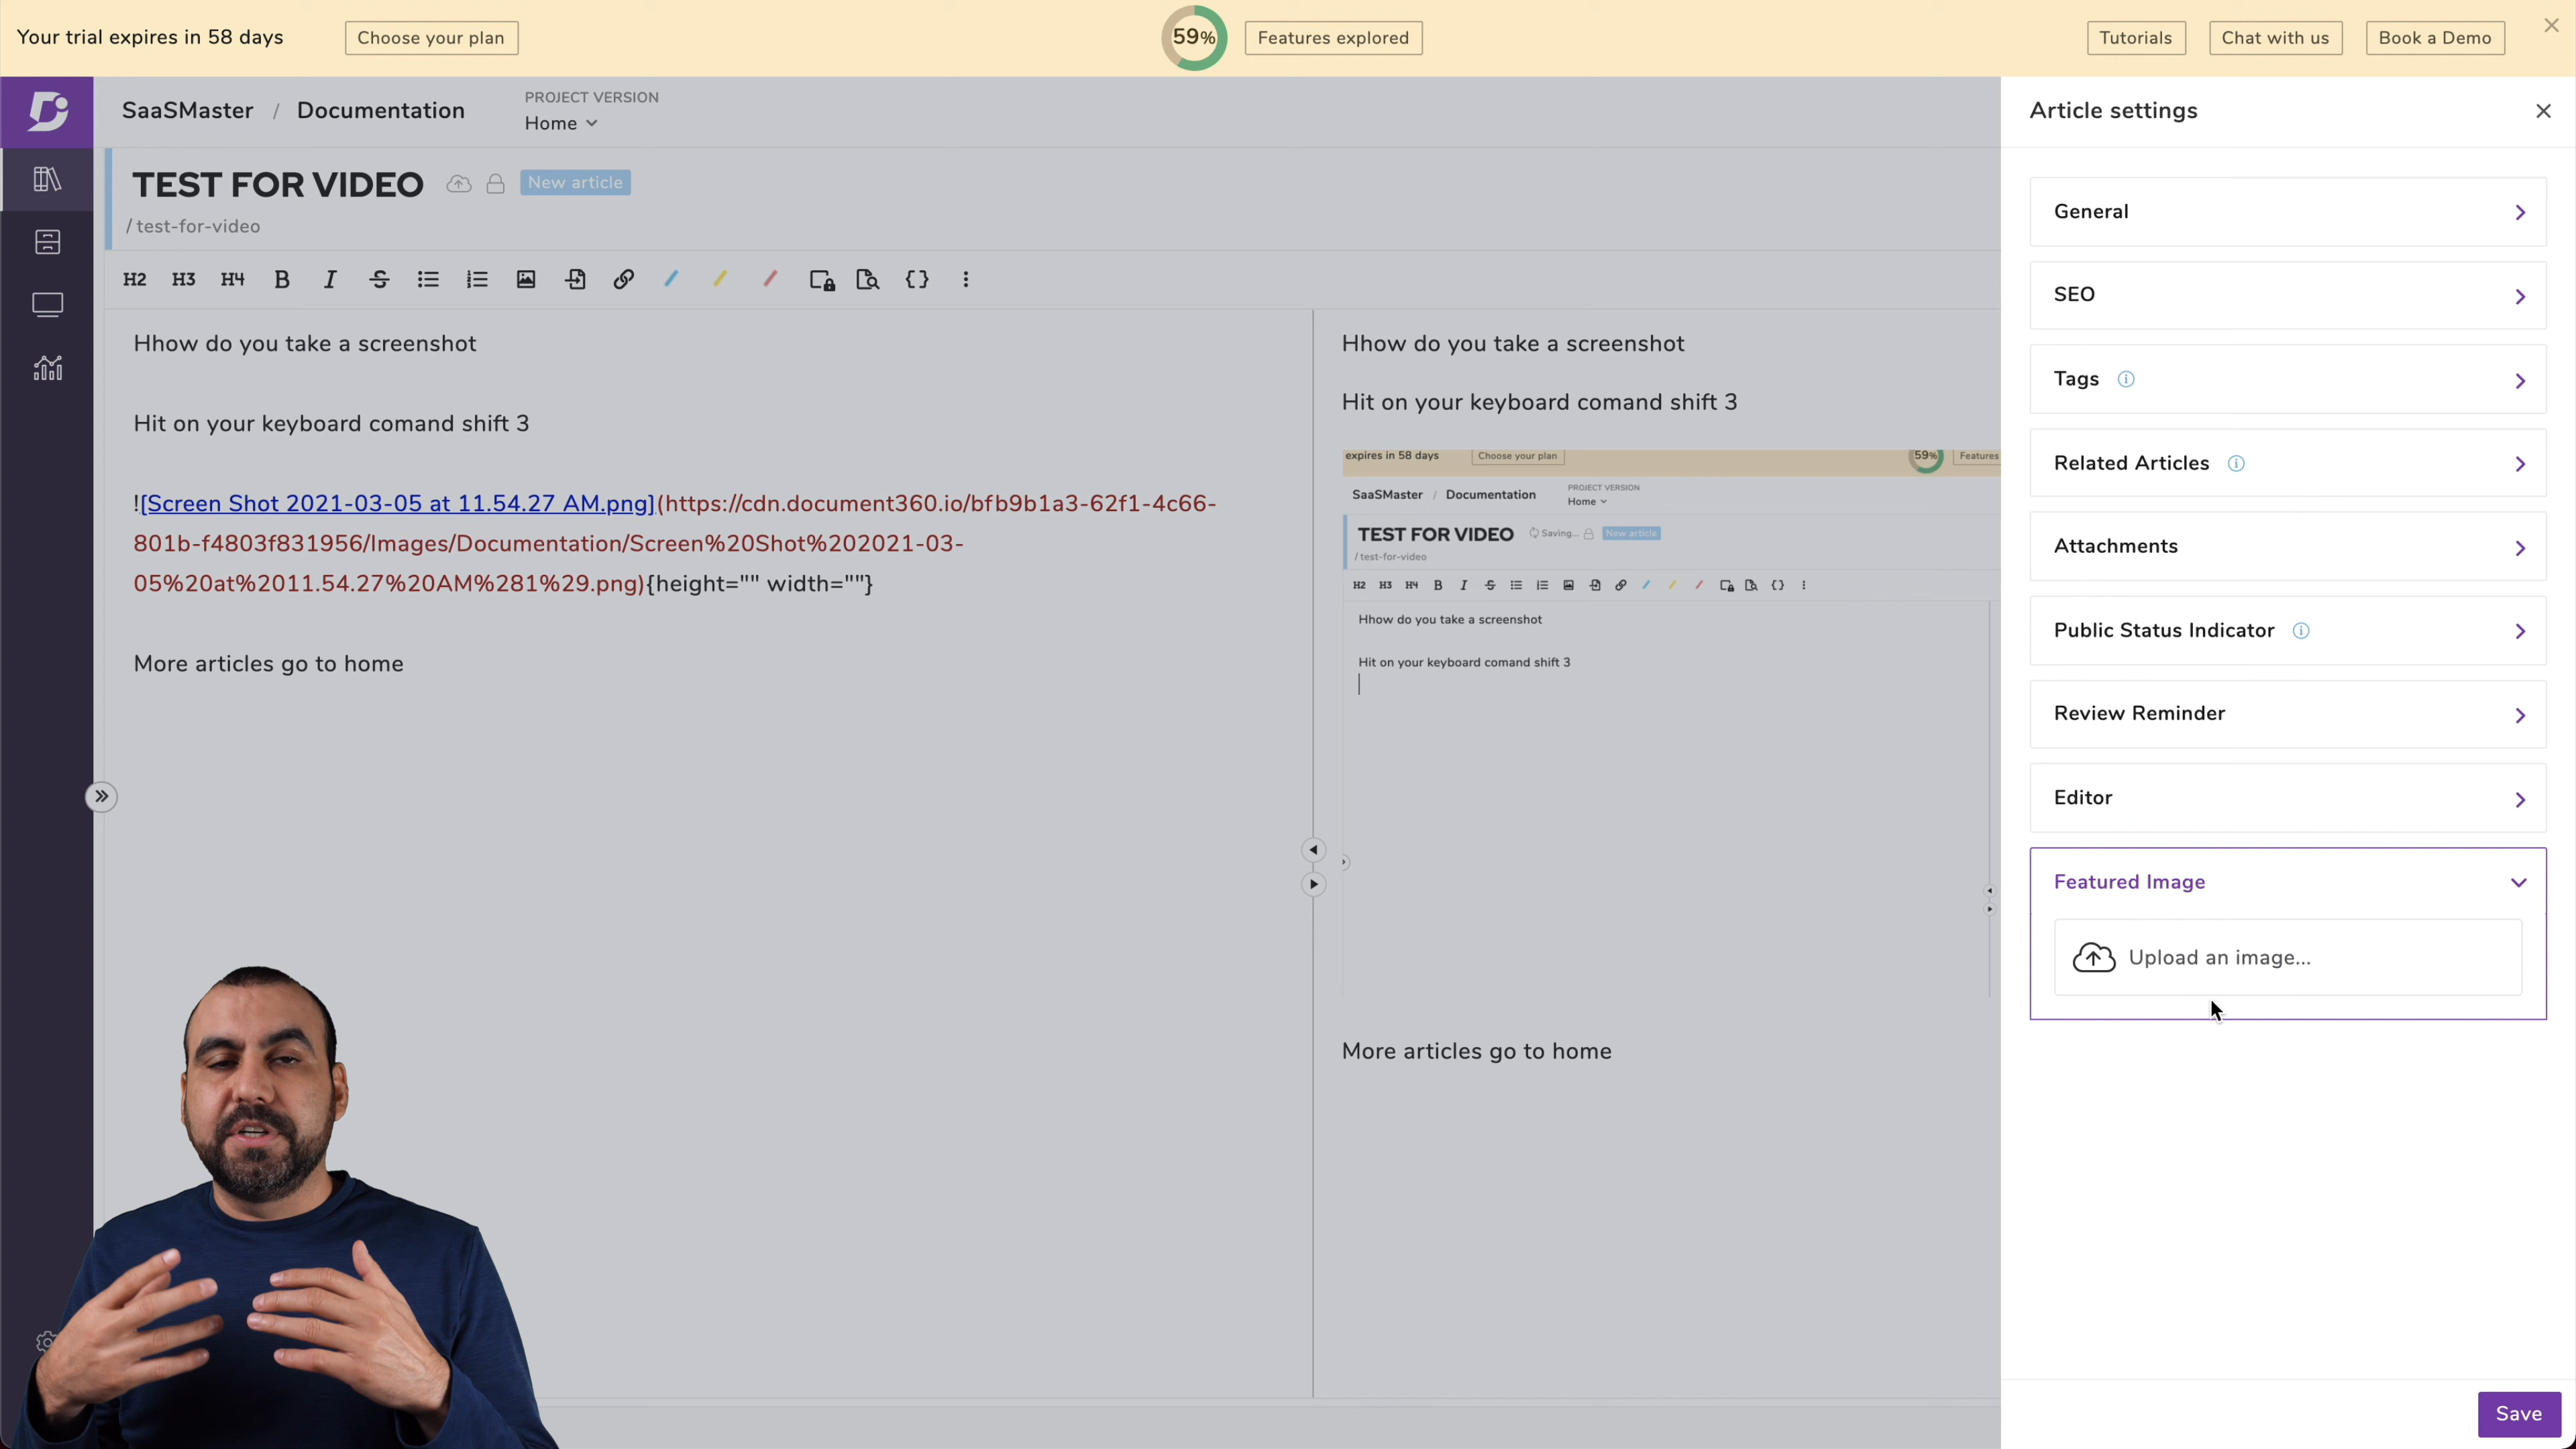 Your trial expires in 58 days
Choose your plan
59%
Features explored
Tutorials
Chat with us
Book a Demo
SaaSMaster / Documentation
PROJECT VERSION
Home
TEST FOR VIDEO
New article
/ test-for-video
H2 H3 H4 B I S
Hhow do you take a screenshot
Hit on your keyboard comand shift 3
![Screen Shot 2021-03-05 at 11.54.27 AM.png](https://cdn.document360.io/bfb9b1a3-62f1-4c66-
801b-f4803f831956/Images/Documentation/Screen%20Shot%202021-03-
05%20at%2011.54.27%20AM%281%29.png){height="" width=""}
More articles go to home
Hhow do you take a screenshot
Hit on your keyboard comand shift 3
expires in 58 days
Choose your plan
59%
Features
SaaSMaster / Documentation
PROJECT VERSION
Home
TEST FOR VIDEO
Saving...
New article
/ test-for-video
H2 H3 H4 B I S
Hhow do you take a screenshot
Hit on your keyboard comand shift 3
More articles go to home
Article settings
General
SEO
Tags
Related Articles
Attachments
Public Status Indicator
Review Reminder
Editor
Featured Image
Upload an image...
Save